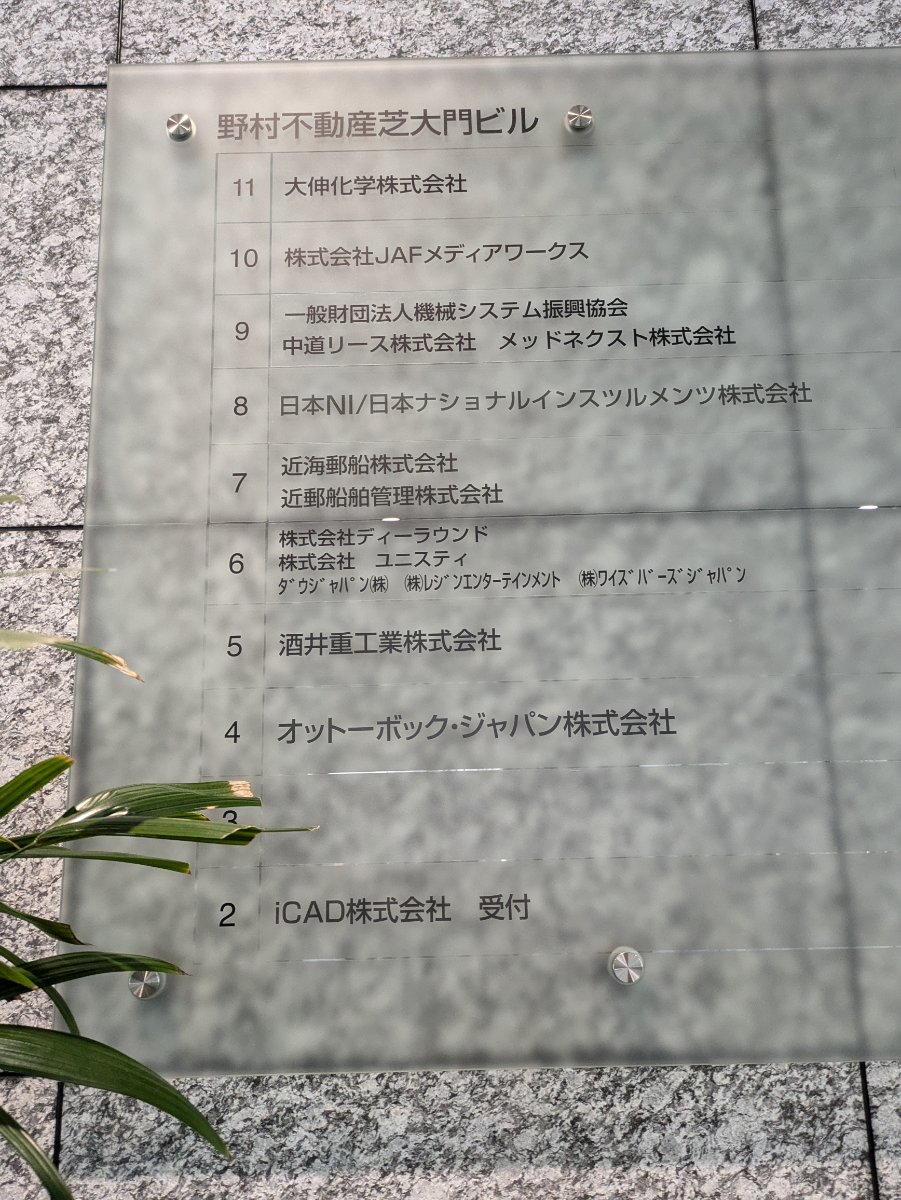 野村不動産芝大門ビル
11 大伸化学株式会社
10 株式会社JAFメディアワークス
9 一般財団法人機械システム振興協会
中道リース株式会社 メッドネクスト株式会社
8 日本NI/日本ナショナルインスツルメンツ株式会社
7 近海郵船株式会社
近郵船舶管理株式会社
6 株式会社ディーラウンド
株式会社 ユニスティ
ﾀﾞｳｼﾞｬﾊﾟﾝ㈱ ㈱ﾚｼﾞﾝｴﾝﾀｰﾃｲﾝﾒﾝﾄ ㈱ﾜｲｽﾞﾊﾞｰｽﾞｼﾞｬﾊﾟﾝ
5 酒井重工業株式会社
4 オットーボック・ジャパン株式会社
3
2 iCAD株式会社 受付